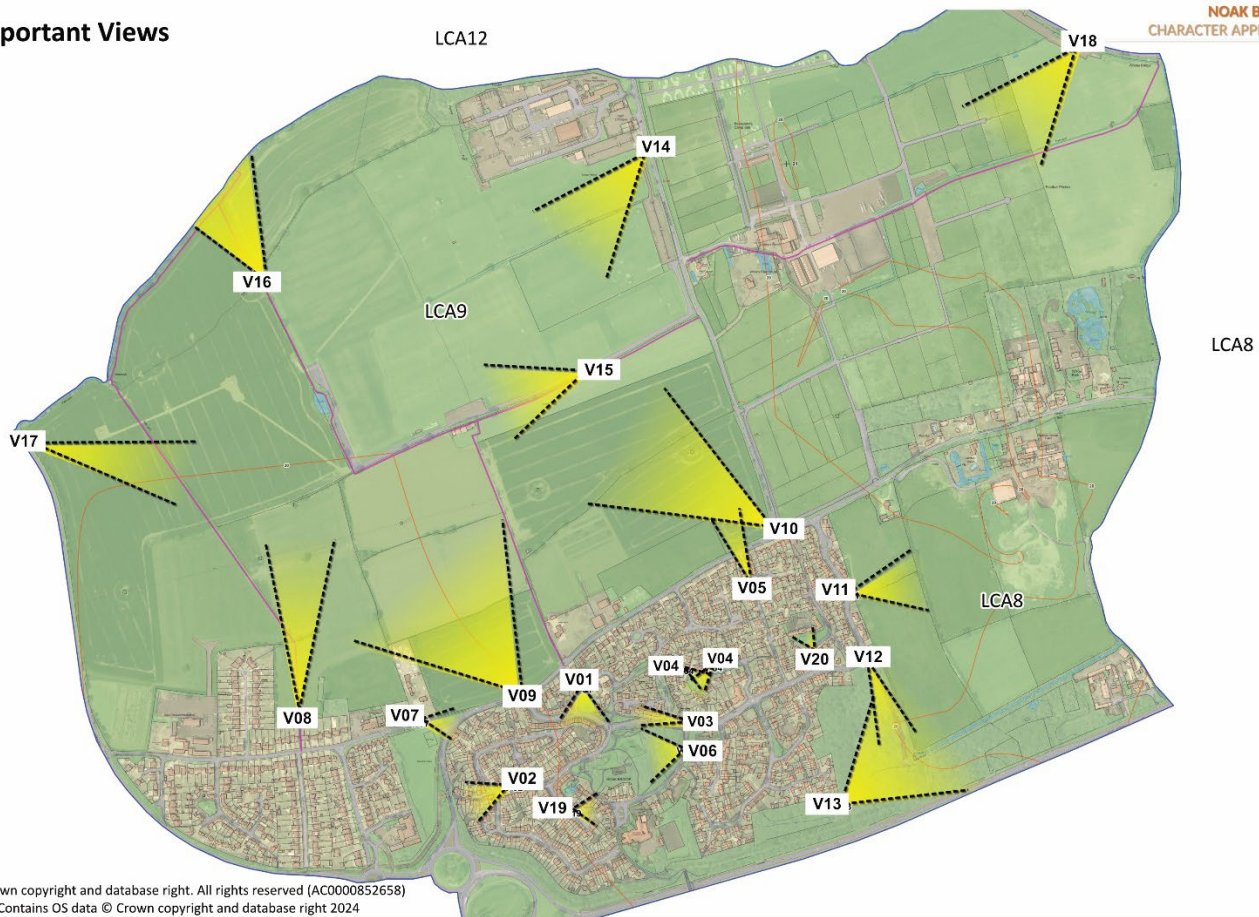 portant Views
LCA12
NOAK B
CHARACTER APP
V18
V14
V16
LCA9
LCA8
V15
V17
V10
V05
V11
LCA8
V04
V04
V20
V12
V01
V09
V08
V07
V03
V06
V02
V19
V13
wn copyright and database right. All rights reserved (AC0000852658)
Contains OS data © Crown copyright and database right 2024